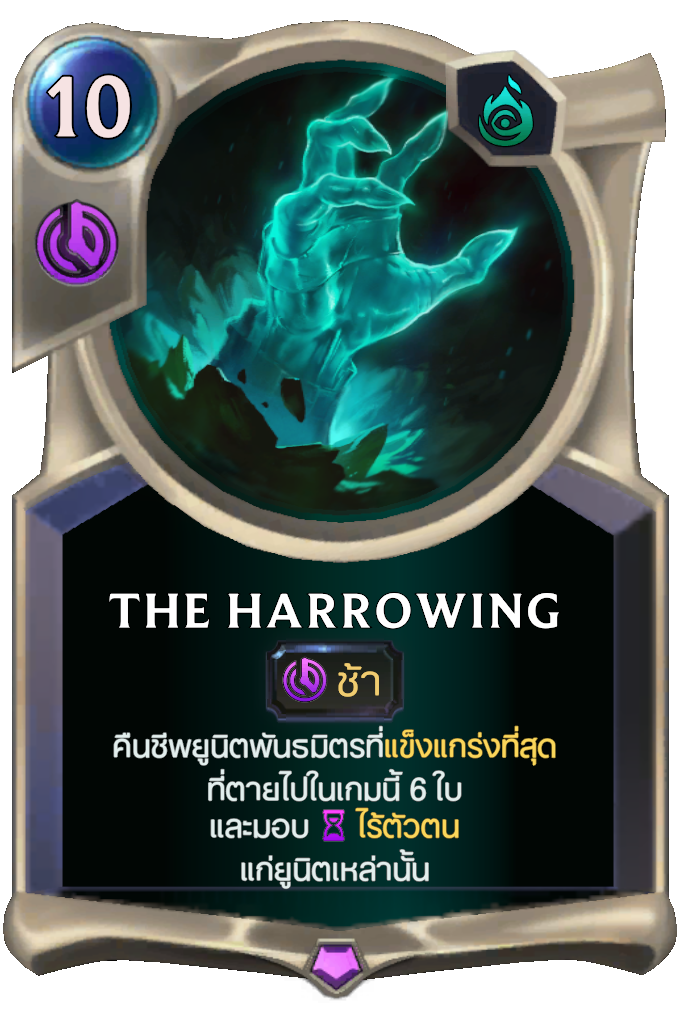 10
THE HARROWING
ช้า
คืนชีพยูนิตพันธมิตรที่แข็งแกร่งที่สุด
ที่ตายไปในเกมนี้ 6 ใบ
และมอบ ไร้ตัวตน
แก่ยูนิตเหล่านั้น